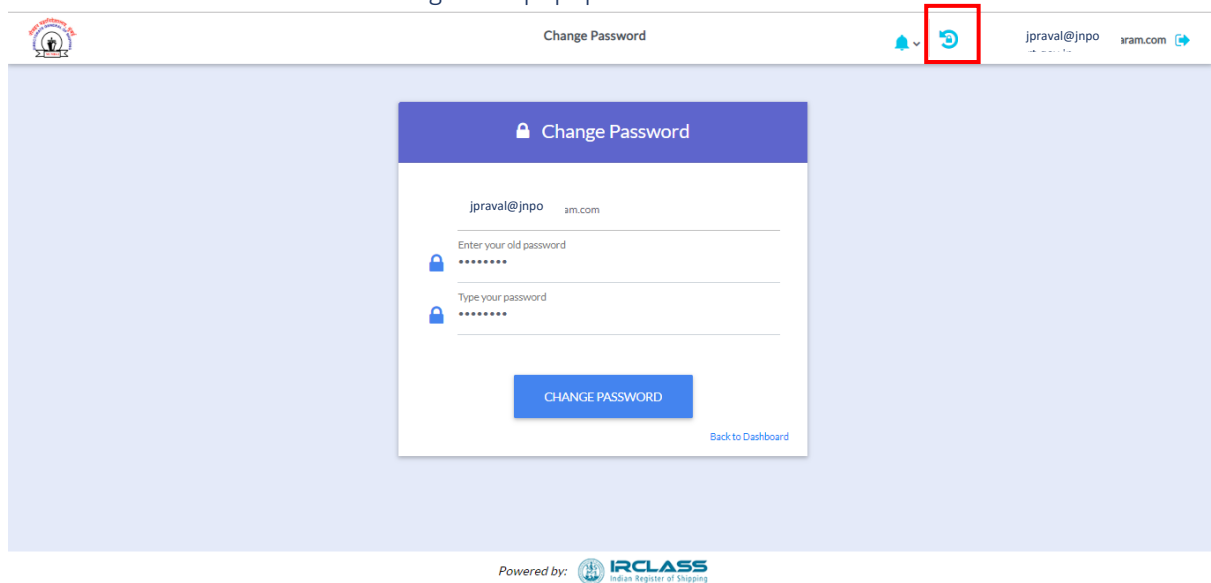 Change Password
jpraval@jnpo aram.com
Change Password
jpraval@jnpo am.com
Enter your old password
••••••••
Type your password
••••••••
CHANGE PASSWORD
Back to Dashboard
Powered by: IRCLASS
Indian Register of Shipping